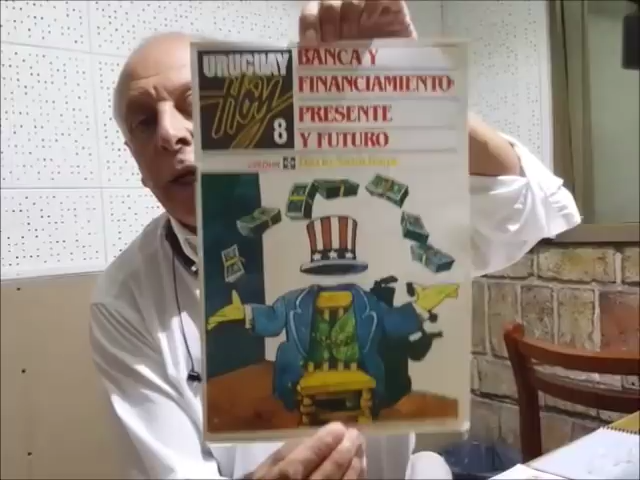 URUGUAY
Hoy
8
BANCA Y
FINANCIAMIENTO
PRESENTE
Y FUTURO